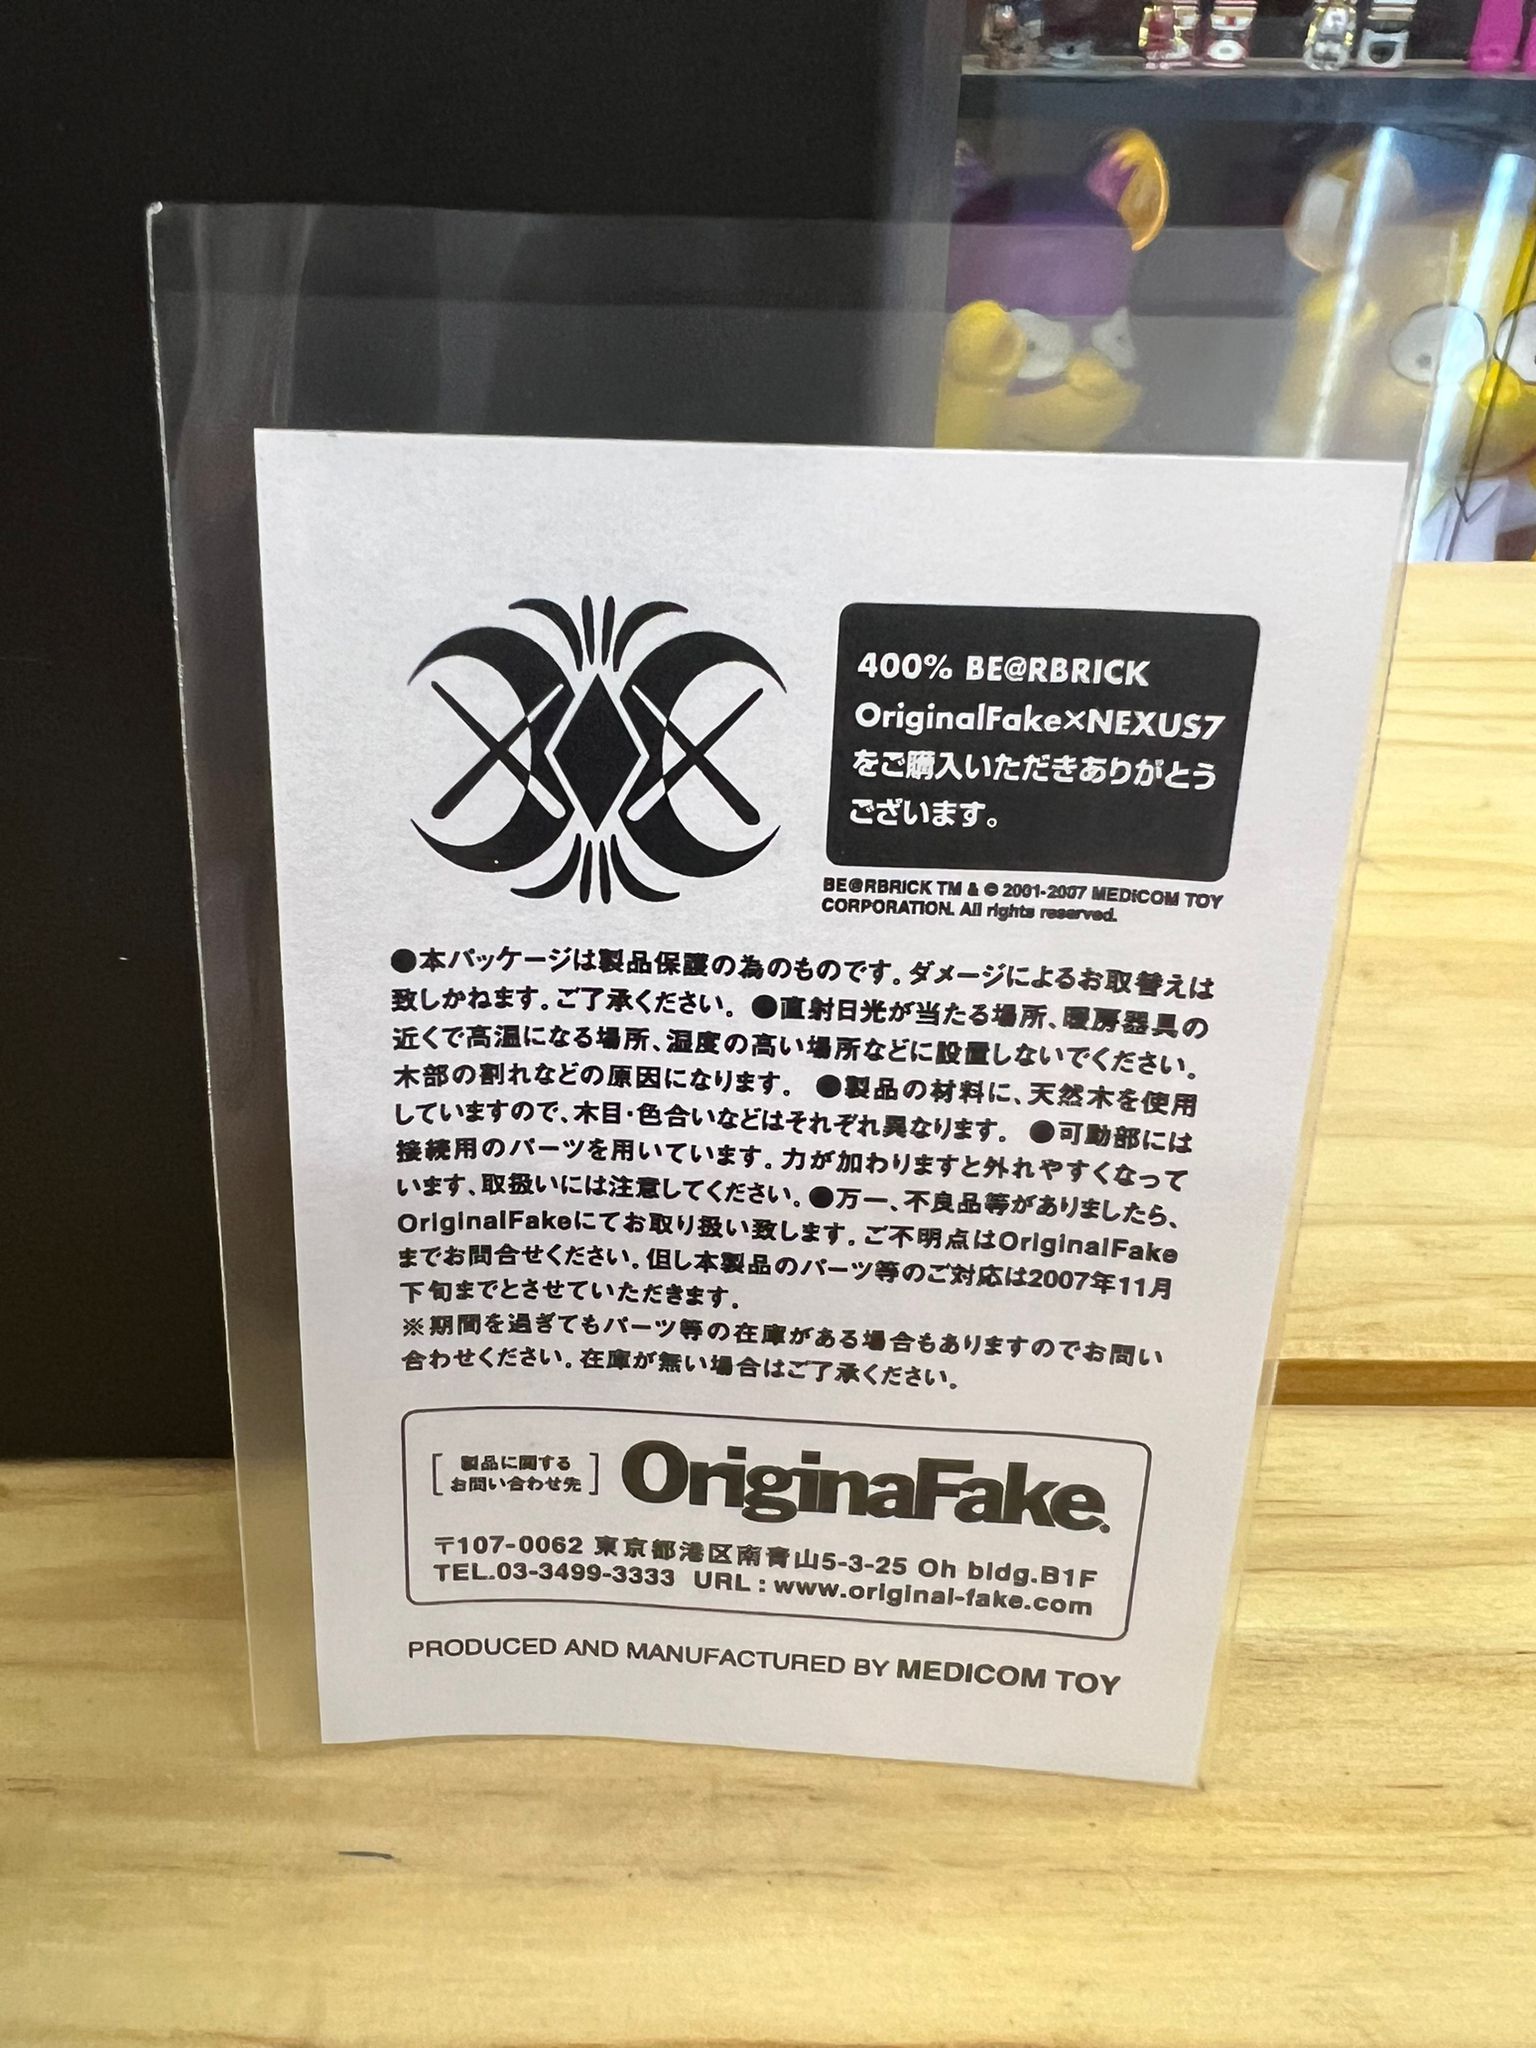 400% BE@RBRICK
OriginalFake×NEXUS7
をご購入いただきありがとう
ございます。
BE@RBRICK TM & © 2001-2007 MEDICOM TOY
CORPORATION. All rights reserved.
●本パッケージは製品保護の為のものです。ダメージによるお取替えは
致しかねます。ご了承ください。●直射日光が当たる場所、暖房器具の
近くで高温になる場所、湿度の高い場所などに設置しないでください。
木部の割れなどの原因になります。 ●製品の材料に、天然木を使用
していますので、木目・色合いなどはそれぞれ異なります。 ●可動部には
接続用のパーツを用いています。力が加わりますと外れやすくなって
います、取扱いには注意してください。●万一、不良品等がありましたら、
OriginalFakeにてお取り扱い致します。ご不明点はOriginalFake
までお問合せください。但し本製品のパーツ等のご対応は2007年11月
下旬までとさせていただきます。
※期間を過ぎてもパーツ等の在庫がある場合もありますのでお問い
合わせください。在庫が無い場合はご了承ください。
[製品に関する
お問い合わせ先]
OriginalFake.
〒107-0062 東京都港区南青山5-3-25 Oh bldg.B1F
TEL.03-3499-3333 URL : www.original-fake.com
PRODUCED AND MANUFACTURED BY MEDICOM TOY